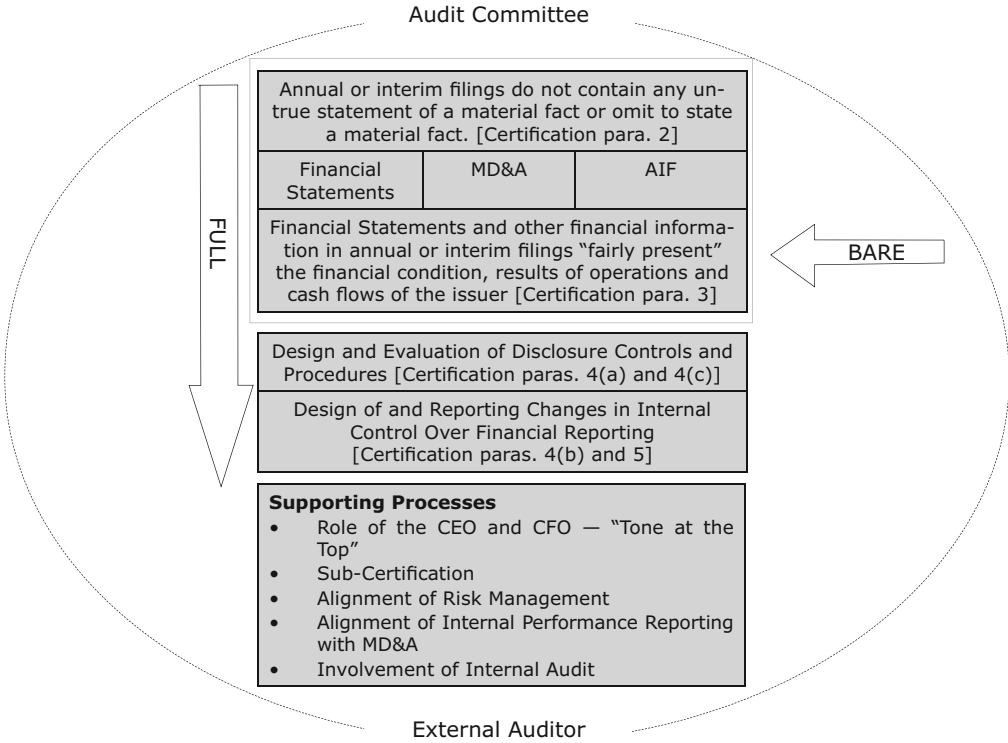 Audit Committee
Annual or interim filings do not contain any un-
true statement of a material fact or omit to state
a material fact. [Certification para. 2]
Financial
Statements
MD&A
AIF
Financial Statements and other financial informa-
tion in annual or interim filings “fairly present”
the financial condition, results of operations and
cash flows of the issuer [Certification para. 3]
FULL
BARE
Design and Evaluation of Disclosure Controls and
Procedures [Certification paras. 4(a) and 4(c)]
Design of and Reporting Changes in Internal
Control Over Financial Reporting
[Certification paras. 4(b) and 5]
Supporting Processes
• Role of the CEO and CFO — “Tone at the
Top”
• Sub-Certification
• Alignment of Risk Management
• Alignment of Internal Performance Reporting
with MD&A
• Involvement of Internal Audit
External Auditor